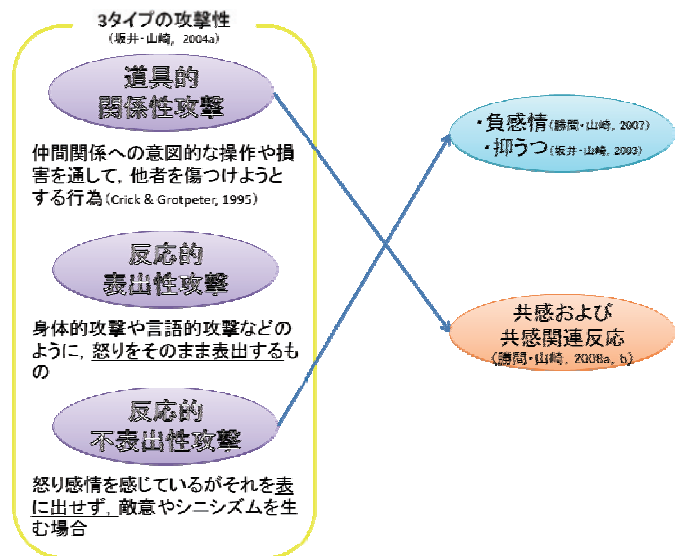 3タイプの攻撃性
(坂井・山崎, 2004a)
道具的
関係性攻撃
仲間関係への意図的な操作や損
害を通して, 他者を傷つけようと
する行為(Crick & Grotpeter, 1995)
反応的
表出性攻撃
身体的攻撃や言語的攻撃などの
ように, 怒りをそのまま表出するも
の
反応的
不表出性攻撃
怒り感情を感じているがそれを表
に出せず, 敵意やシニシズムを生
む場合
・負感情(勝間・山崎, 2007)
・抑うつ(坂井・山崎, 2003)
共感および
共感関連反応
(勝間・山崎, 2008a, b)